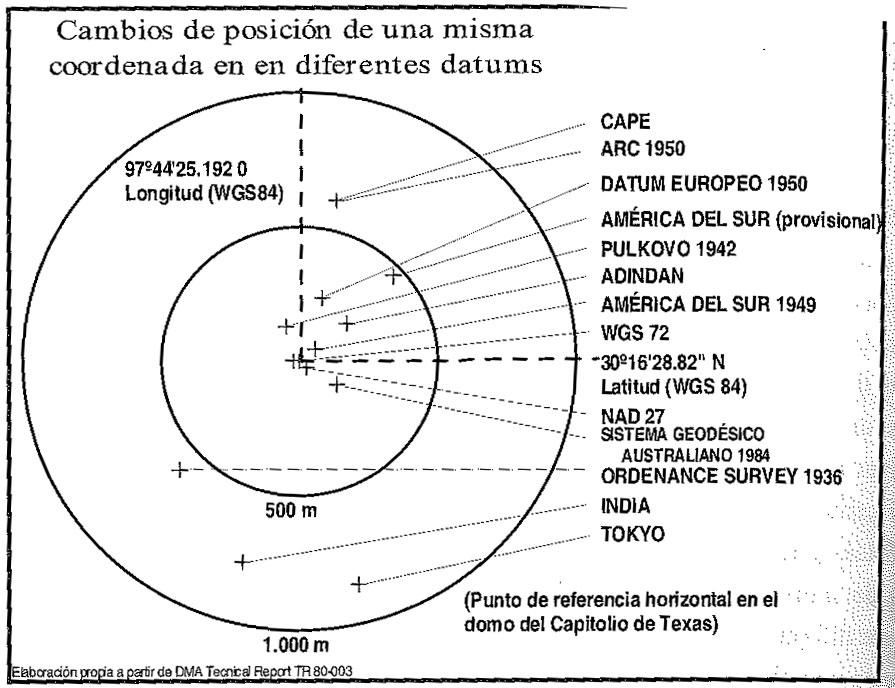 Cambios de posición de una misma
coordenada en en diferentes datums
97º44'25.192 0
Longitud (WGS84)
CAPE
ARC 1950
DATUM EUROPEO 1950
AMÉRICA DEL SUR (provisional)
PULKOVO 1942
ADINDAN
AMÉRICA DEL SUR 1949
WGS 72
30º16'28.82" N
Latitud (WGS 84)
NAD 27
SISTEMA GEODÉSICO
AUSTRALIANO 1984
ORDENANCE SURVEY 1936
INDIA
TOKYO
500 m
1.000 m
(Punto de referencia horizontal en el
domo del Capitolio de Texas)
Elaboración propia a partir de DMA Tecnical Report TR 80-003